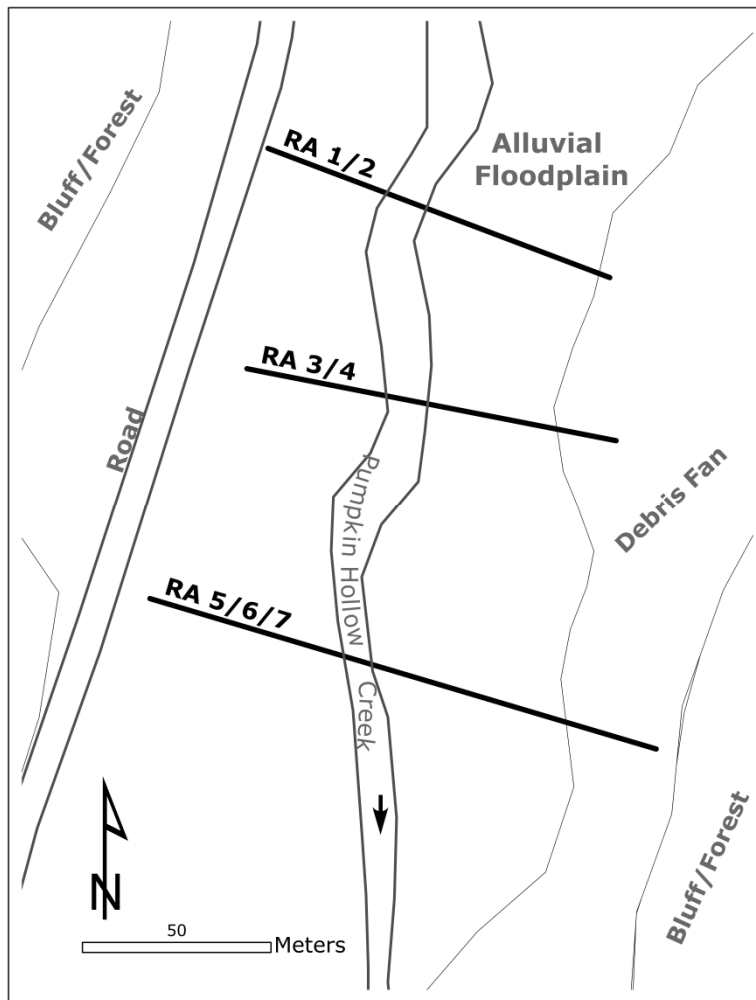 Bluff/Forest
RA 1/2
Alluvial
Floodplain
RA 3/4
Road
Pumpkin Hollow Creek
Debris Fan
RA 5/6/7
N
50
Meters
Bluff/Forest